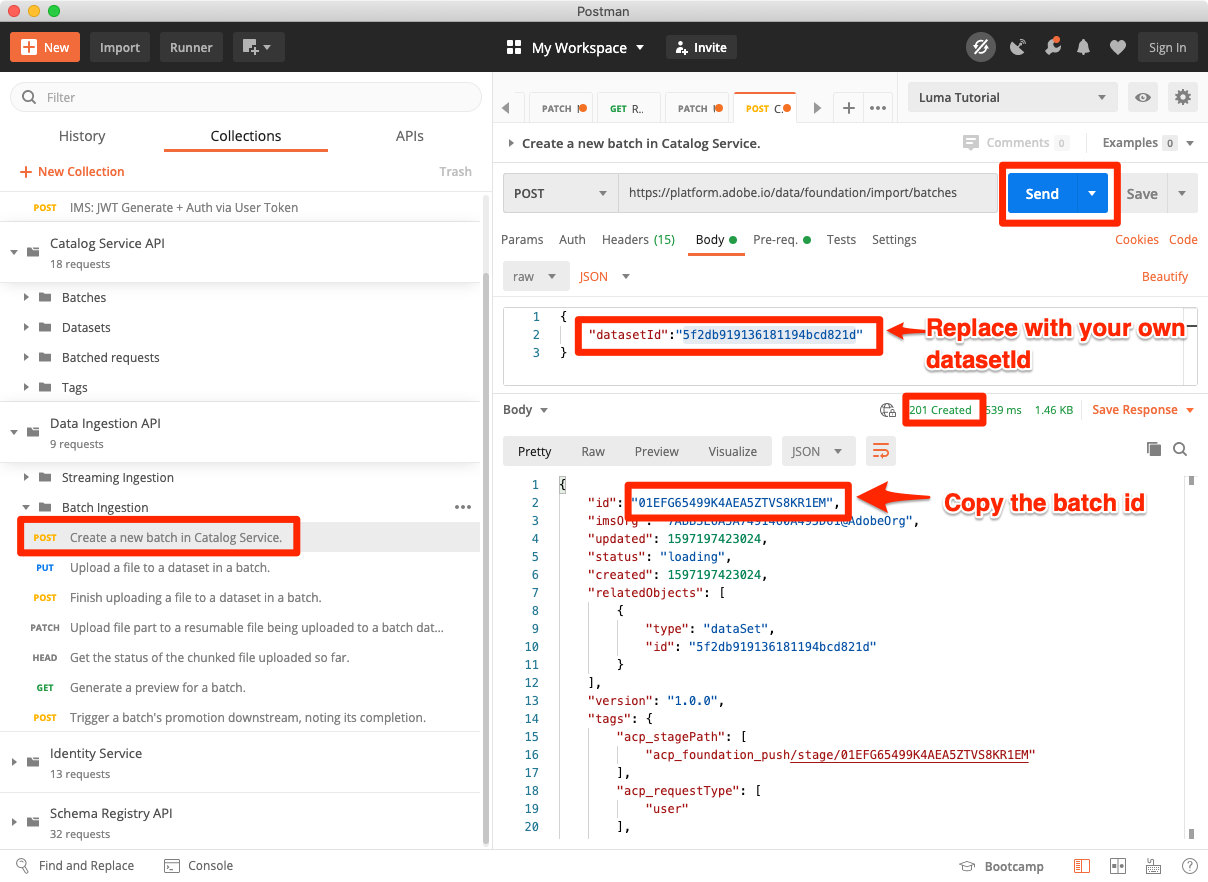 Postman
New
Import
Runner
My Workspace
Invite
Sign In
Filter
History
Collections
APIs
New Collection
Trash
POST IMS: JWT Generate + Auth via User Token
Catalog Service API
18 requests
Batches
Datasets
Batched requests
Tags
Data Ingestion API
9 requests
Streaming Ingestion
Batch Ingestion
POST Create a new batch in Catalog Service.
PUT Upload a file to a dataset in a batch.
POST Finish uploading a file to a dataset in a batch.
PATCH Upload file part to a resumable file being uploaded to a batch dat...
HEAD Get the status of the chunked file uploaded so far.
GET Generate a preview for a batch.
POST Trigger a batch's promotion downstream, noting its completion.
Identity Service
13 requests
Schema Registry API
32 requests
PATCH
GET R..
PATCH
POST C.
Luma Tutorial
Create a new batch in Catalog Service.
Comments 0
Examples 0
POST
https://platform.adobe.io/data/foundation/import/batches
Send
Save
Params
Auth
Headers (15)
Body
Pre-req.
Tests
Settings
Cookies
Code
raw
JSON
Beautify
1 {
2 "datasetId":"5f2db919136181194bcd821d"
3 }
Replace with your own
datasetId
Body
201 Created
639 ms
1.46 KB
Save Response
Pretty
Raw
Preview
Visualize
JSON
1 {
2 "id": "01EFG65499K4AEA5ZTVS8KR1EM",
3 "imsOrg": "7ABB3E6A5A7491460A495D61@AdobeOrg",
4 "updated": 1597197423024,
5 "status": "loading",
6 "created": 1597197423024,
7 "relatedObjects": [
8 {
9 "type": "dataSet",
10 "id": "5f2db919136181194bcd821d"
11 }
12 ],
13 "version": "1.0.0",
14 "tags": {
15 "acp_stagePath": [
16 "acp_foundation_push/stage/01EFG65499K4AEA5ZTVS8KR1EM"
17 ],
18 "acp_requestType": [
19 "user"
20 ],
Copy the batch id
Find and Replace
Console
Bootcamp